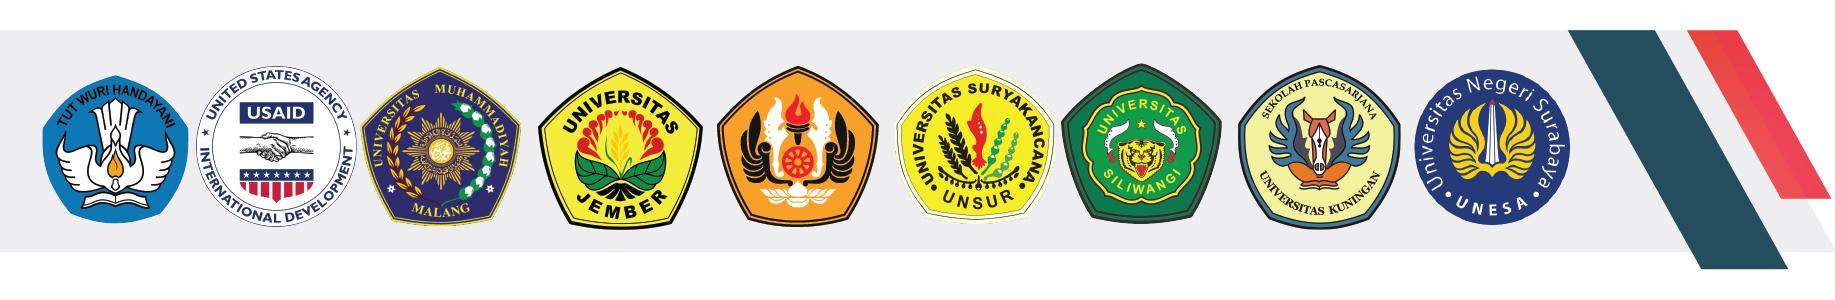 TUT WURI HANDAYANI
UNITED STATES AGENCY
USAID
INTERNATIONAL DEVELOPMENT
UNIVERSITAS MUHAMMADIYAH
MALANG
UNIVERSITAS
JEMBER
UNIVERSITAS SURYAKANCANA
UNSUR
UNIVERSITAS
SILIWANGI
SEKOLAH PASCASARJANA
UNIVERSITAS KUNINGAN
Universitas Negeri Surabaya
UNESA